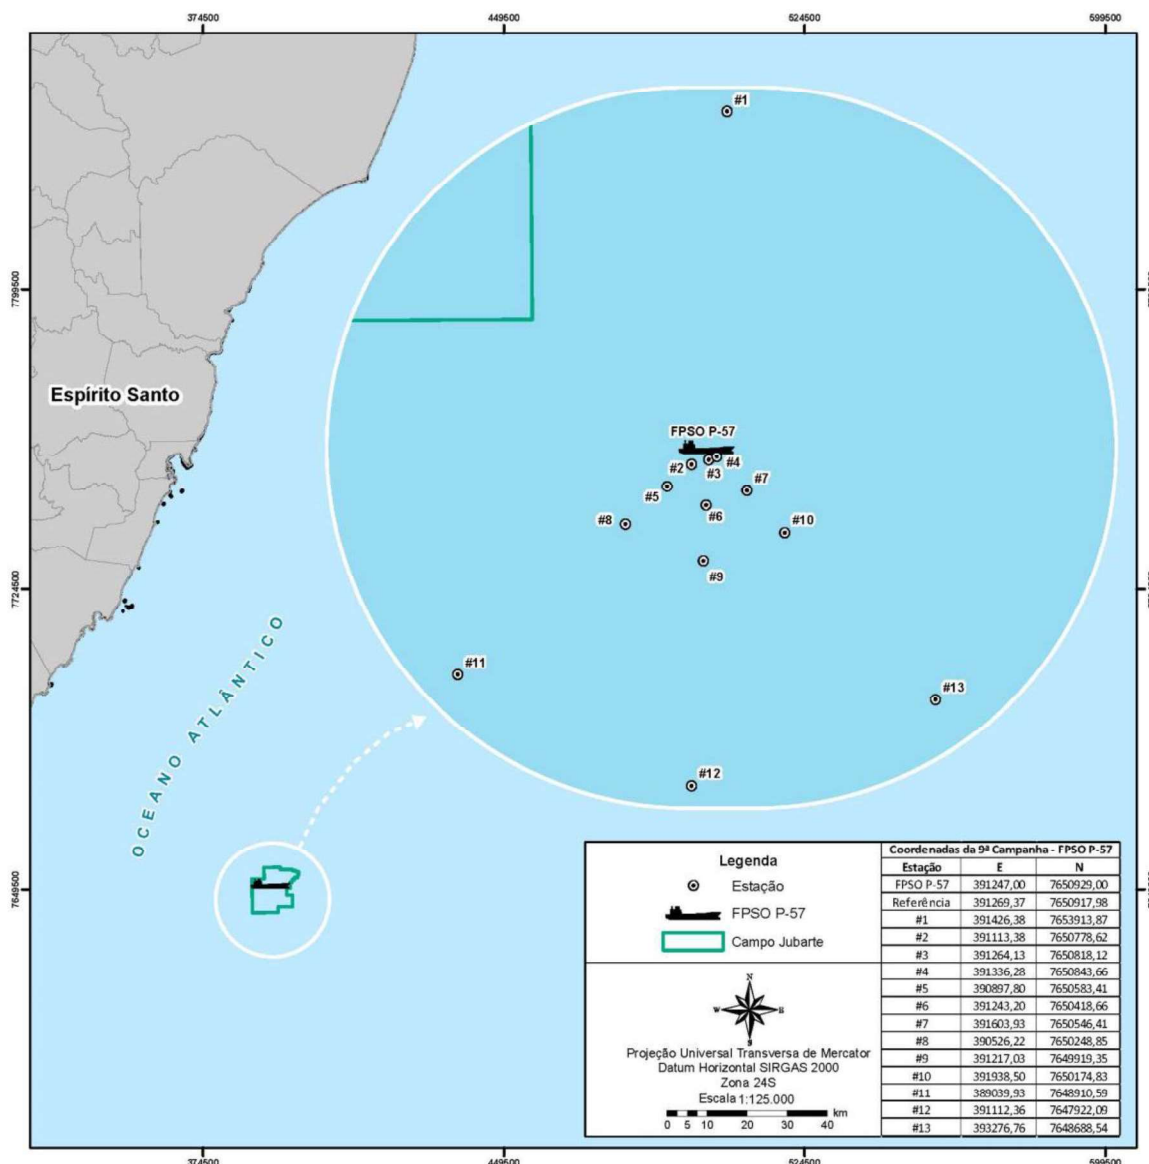 374500 449500 524500 599500
#1
7799500
Espírito Santo
FPSO P-57
#2 #3 #4
#5 #7
#6
#8 #10
#9
7724500
OCEANO ATLÂNTICO
#11
#13
#12
7649500
Legenda
Estação
FPSO P-57
Campo Jubarte
N
W E
S
Projeção Universal Transversa de Mercator
Datum Horizontal SIRGAS 2000
Zona 24S
Escala 1:125.000
km
0 5 10 20 30 40
Coordenadas da 9ª Campanha - FPSO P-57
Estação E N
FPSO P-57 391247,00 7650929,00
Referência 391269,37 7650917,98
#1 391426,38 7653913,87
#2 391113,38 7650778,62
#3 391264,13 7650818,12
#4 391336,28 7650843,66
#5 390897,80 7650583,41
#6 391243,20 7650418,66
#7 391603,93 7650546,41
#8 390526,22 7650248,85
#9 391217,03 7649919,35
#10 391938,50 7650174,83
#11 389039,93 7648910,59
#12 391112,36 7647922,09
#13 393276,76 7648688,54
374500 449500 524500 599500